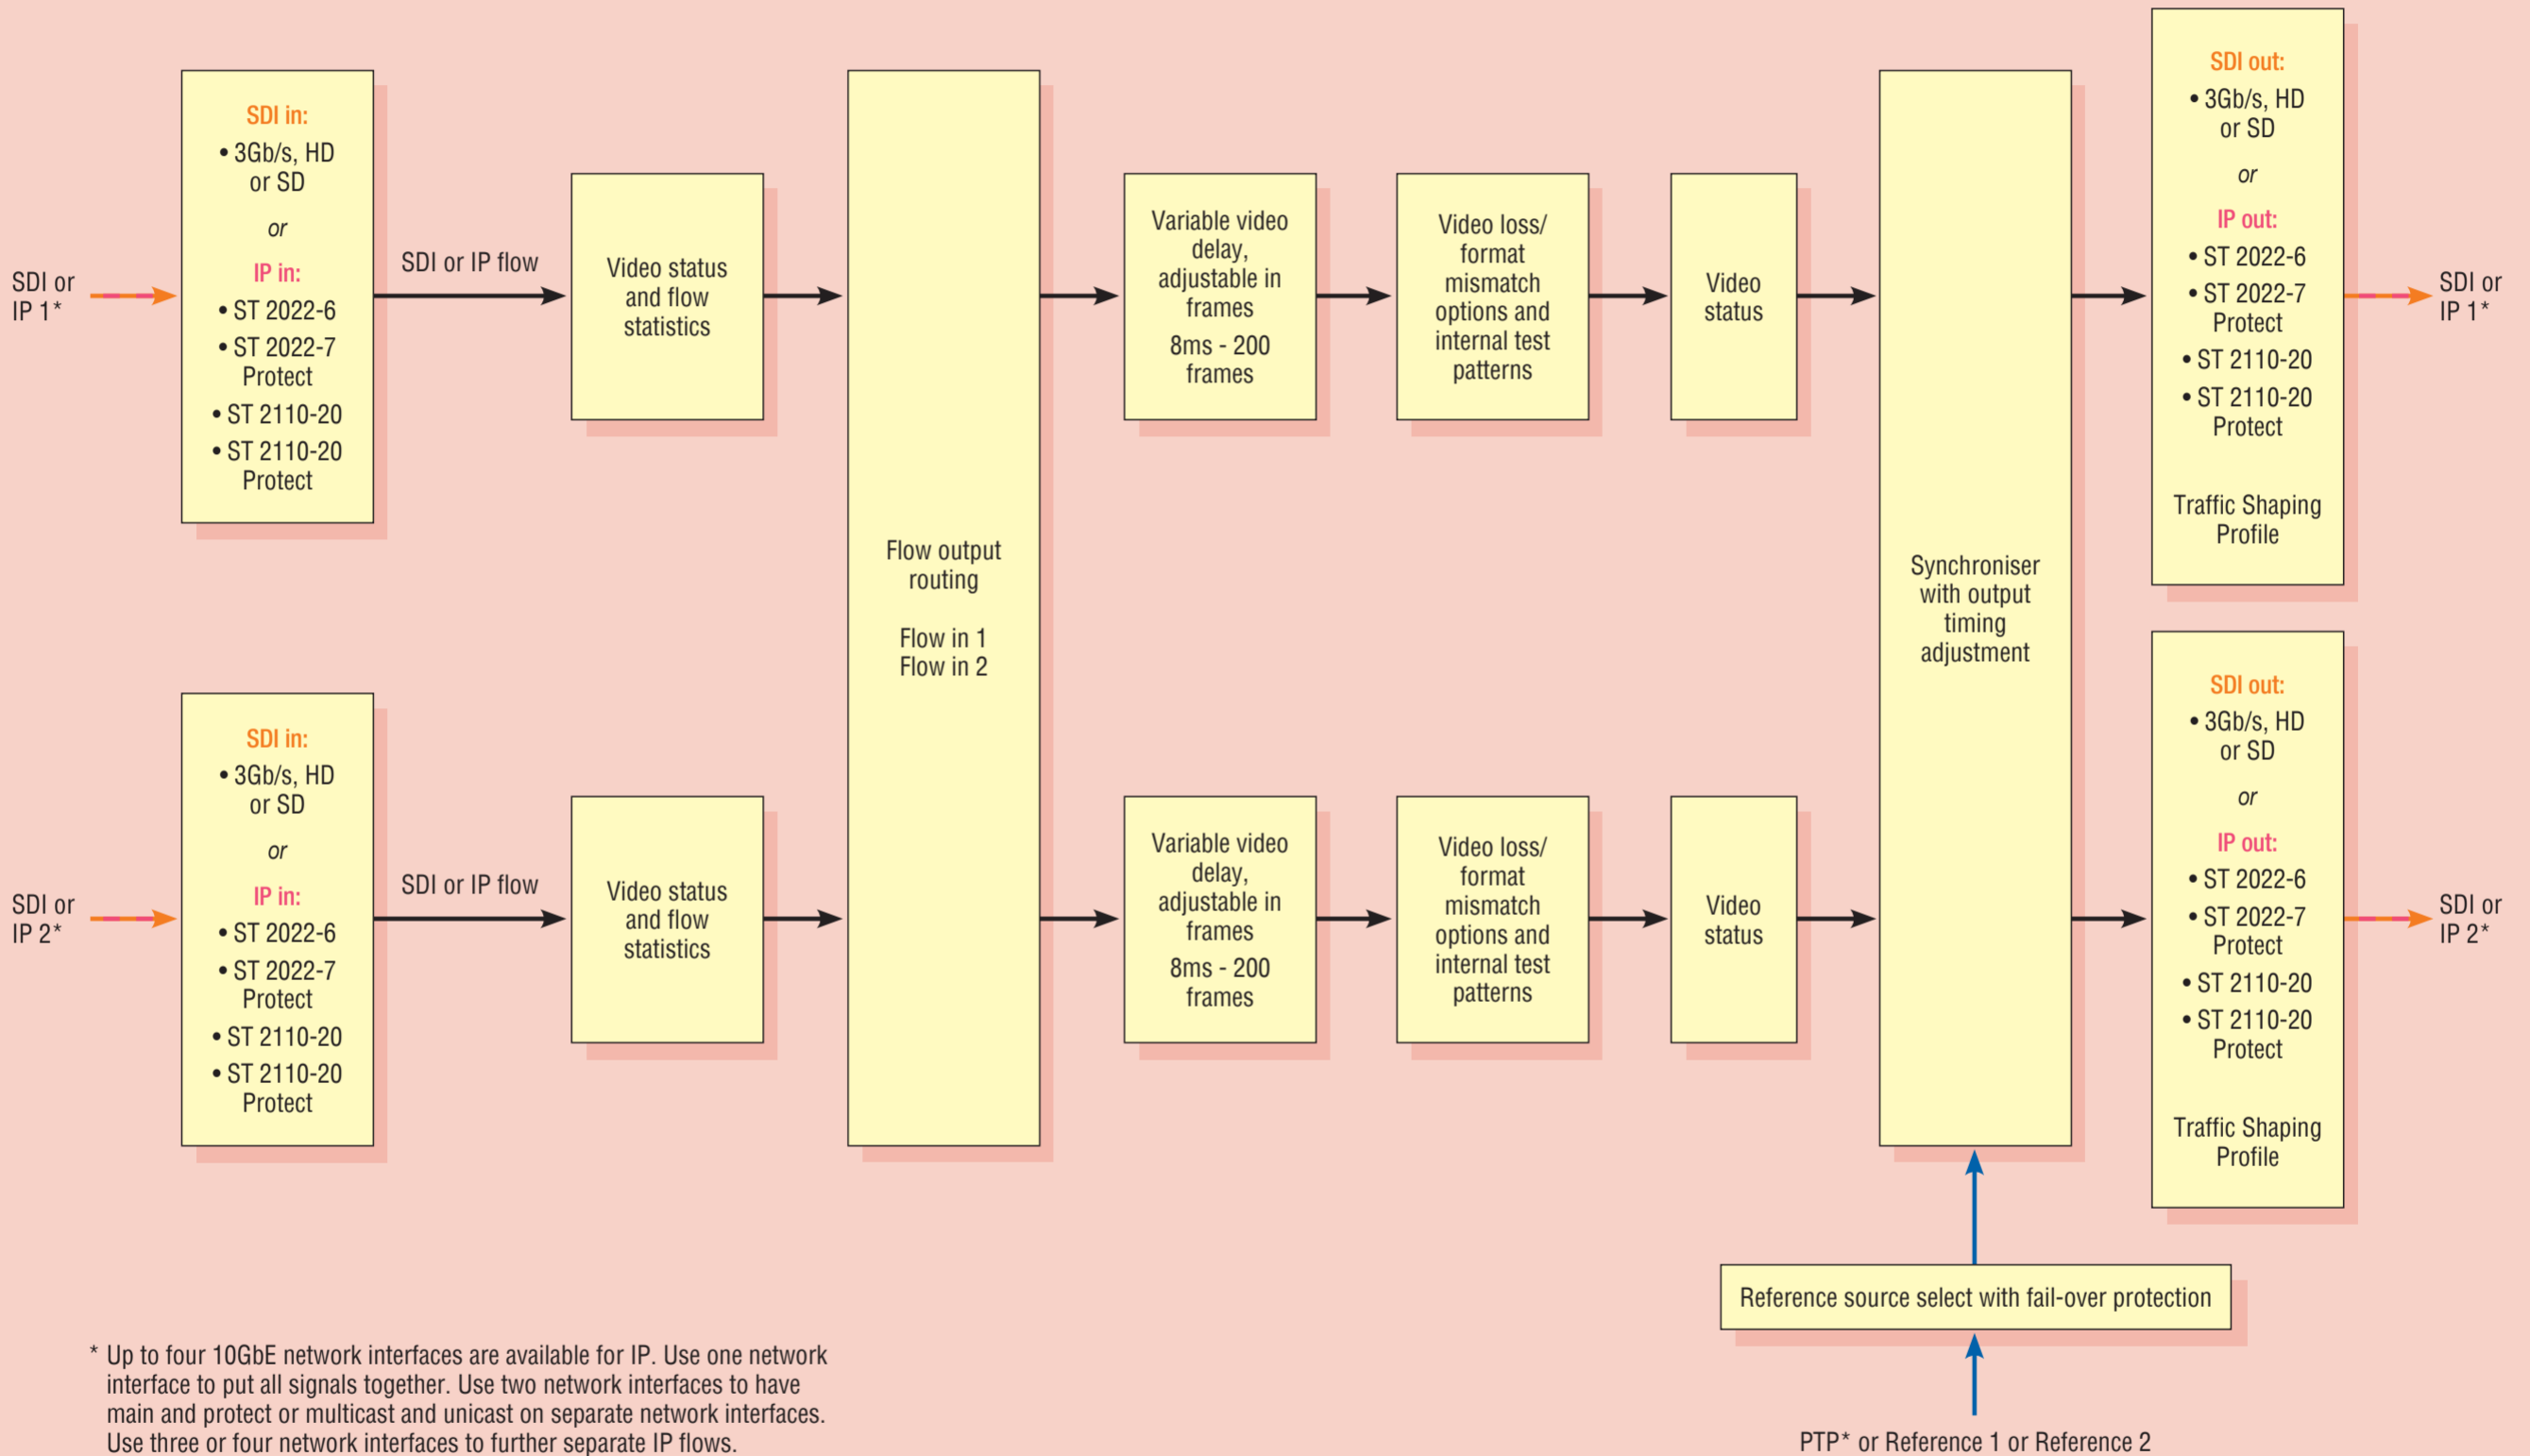 SDI or
IP 1*
SDI in:
• 3Gb/s, HD
or SD
or
IP in:
• ST 2022-6
• ST 2022-7
Protect
• ST 2110-20
• ST 2110-20
Protect
SDI or IP flow
Video status
and flow
statistics
Flow output
routing
Flow in 1
Flow in 2
Variable video
delay,
adjustable in
frames
8ms - 200
frames
Video loss/
format
mismatch
options and
internal test
patterns
Video
status
Synchroniser
with output
timing
adjustment
SDI out:
• 3Gb/s, HD
or SD
or
IP out:
• ST 2022-6
• ST 2022-7
Protect
• ST 2110-20
• ST 2110-20
Protect
Traffic Shaping
Profile
SDI or
IP 1*
SDI or
IP 2*
SDI in:
• 3Gb/s, HD
or SD
or
IP in:
• ST 2022-6
• ST 2022-7
Protect
• ST 2110-20
• ST 2110-20
Protect
SDI or IP flow
Video status
and flow
statistics
Variable video
delay,
adjustable in
frames
8ms - 200
frames
Video loss/
format
mismatch
options and
internal test
patterns
Video
status
SDI out:
• 3Gb/s, HD
or SD
or
IP out:
• ST 2022-6
• ST 2022-7
Protect
• ST 2110-20
• ST 2110-20
Protect
Traffic Shaping
Profile
SDI or
IP 2*
Reference source select with fail-over protection
PTP* or Reference 1 or Reference 2
* Up to four 10GbE network interfaces are available for IP. Use one network
interface to put all signals together. Use two network interfaces to have
main and protect or multicast and unicast on separate network interfaces.
Use three or four network interfaces to further separate IP flows.